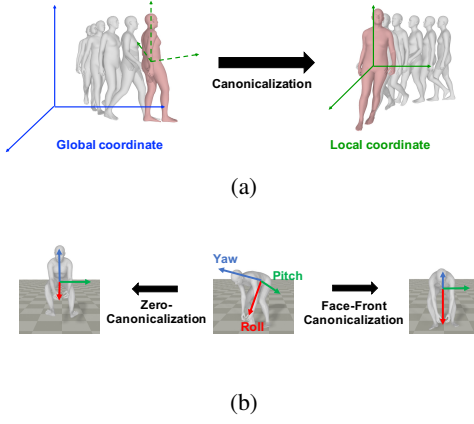 Canonicalization
Global coordinate
Local coordinate
(a)
Yaw
Pitch
Zero-
Canonicalization
Roll
Face-Front
Canonicalization
(b)